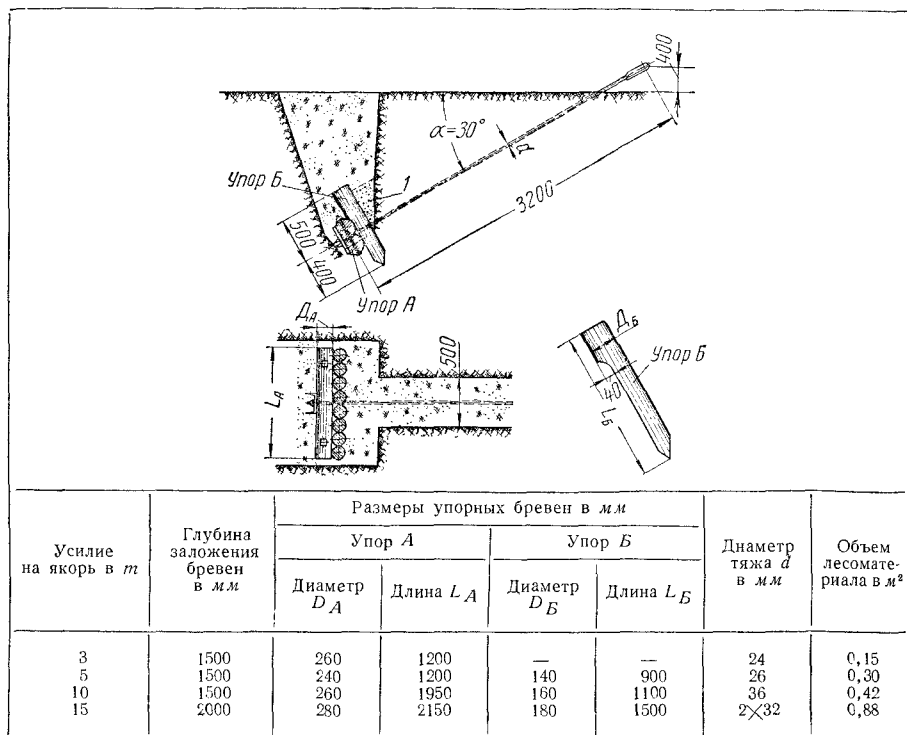 400
α=30°
d
Упор Б
1
3200
500
400
Упор А
Д_А
500
L_А
Д_Б
Упор Б
40
L_Б
Усилие на якорь в т
Глубина заложения бревен в мм
Размеры упорных бревен в мм
Упор А
Упор Б
Диаметр D_А
Длина L_А
Диаметр D_Б
Длина L_Б
Диаметр тяжа d в мм
Объем лесоматериала в м²
3 1500 260 1200 — — 24 0,15
5 1500 240 1200 140 900 26 0,30
10 1500 260 1950 160 1100 36 0,42
15 2000 280 2150 180 1500 2×32 0,88